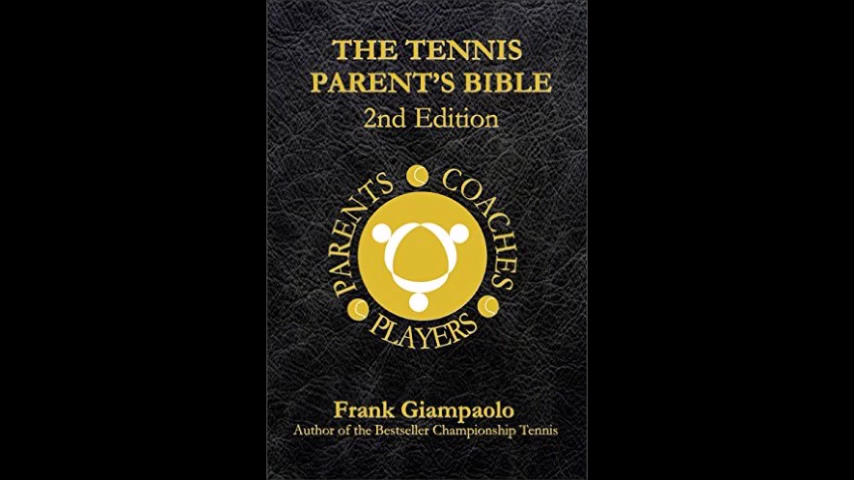 THE TENNIS
PARENT'S BIBLE
2nd Edition
PARENTS
COACHES
PLAYERS
Frank Giampaolo
Author of the Bestseller Championship Tennis